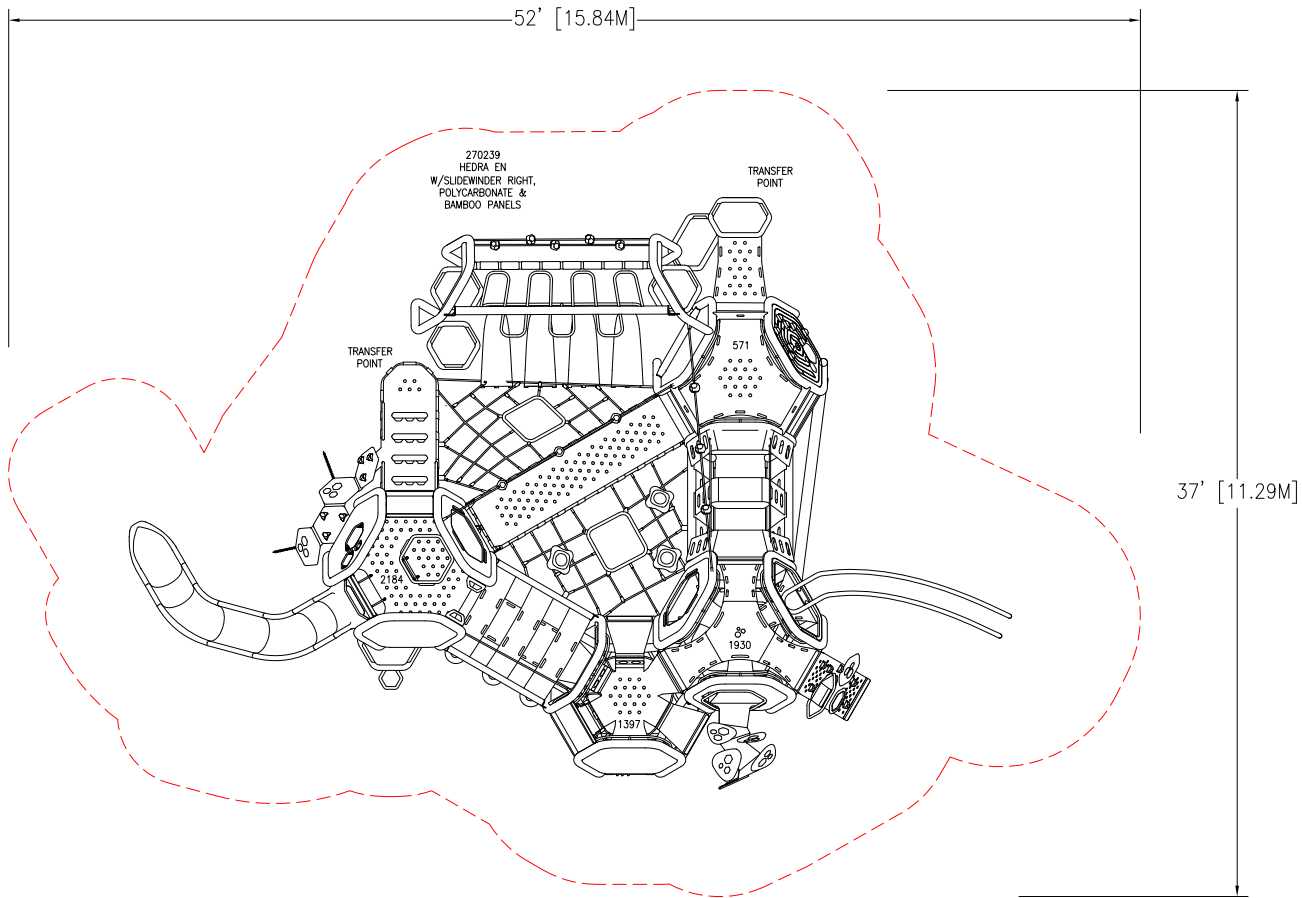 52' [15.84M]
270239
HEDRA EN
W/SLIDEWINDER RIGHT,
POLYCARBONATE &
BAMBOO PANELS
TRANSFER
POINT
571
TRANSFER
POINT
37' [11.29M]
2184
1930
1397